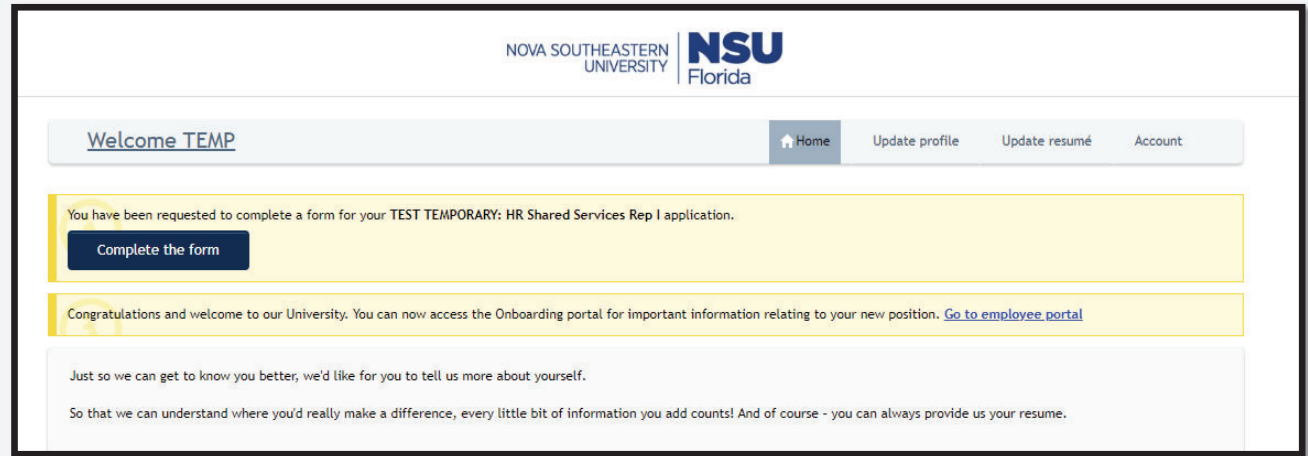 NOVA SOUTHEASTERN
UNIVERSITY
NSU
Florida
Welcome TEMP
Home Update profile Update resumé Account
You have been requested to complete a form for your TEST TEMPORARY: HR Shared Services Rep I application.
Complete the form
Congratulations and welcome to our University. You can now access the Onboarding portal for important information relating to your new position. Go to employee portal
Just so we can get to know you better, we'd like for you to tell us more about yourself.
So that we can understand where you'd really make a difference, every little bit of information you add counts! And of course - you can always provide us your resume.